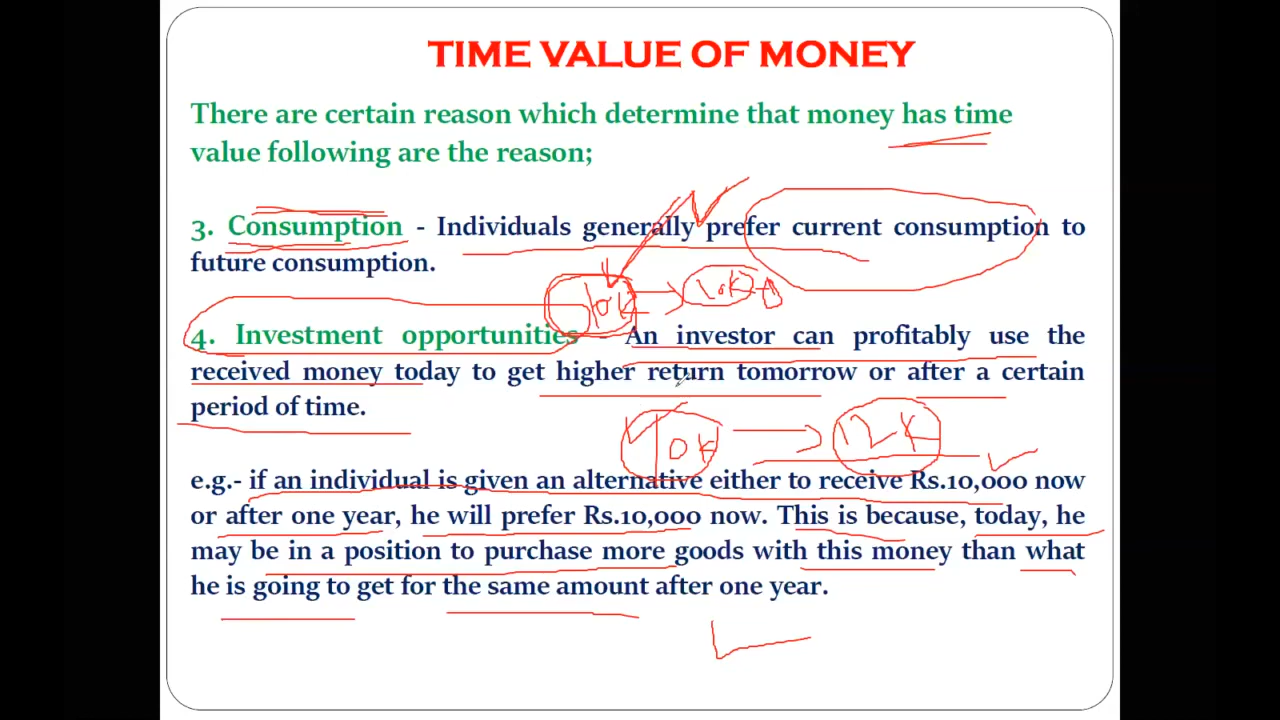 TIME VALUE OF MONEY
There are certain reason which determine that money has time
value following are the reason;
3. Consumption - Individuals generally prefer current consumption to
future consumption.
10K 10K
4. Investment opportunities - An investor can profitably use the
received money today to get higher return tomorrow or after a certain
period of time.
10K 12K
e.g.- if an individual is given an alternative either to receive Rs.10,000 now
or after one year, he will prefer Rs.10,000 now. This is because, today, he
may be in a position to purchase more goods with this money than what
he is going to get for the same amount after one year.